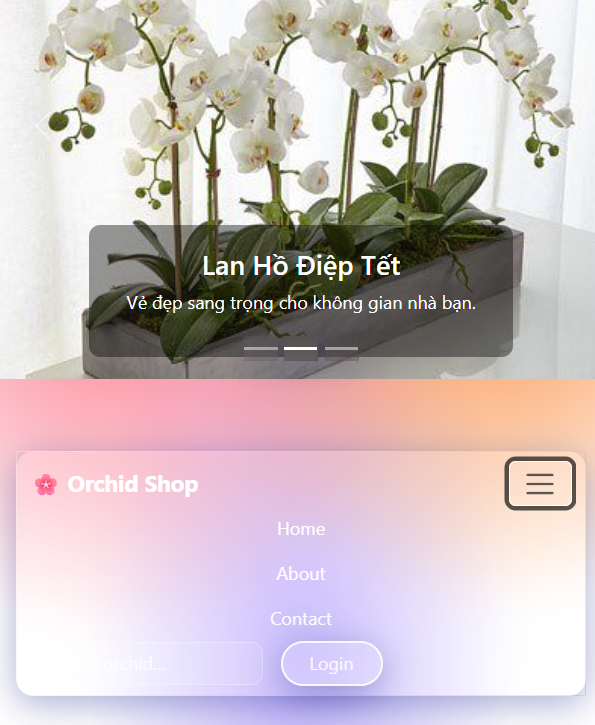 Lan Hồ Điệp Tết
Vẻ đẹp sang trọng cho không gian nhà bạn.
Orchid Shop
Home
About
Contact
orchid...
Login